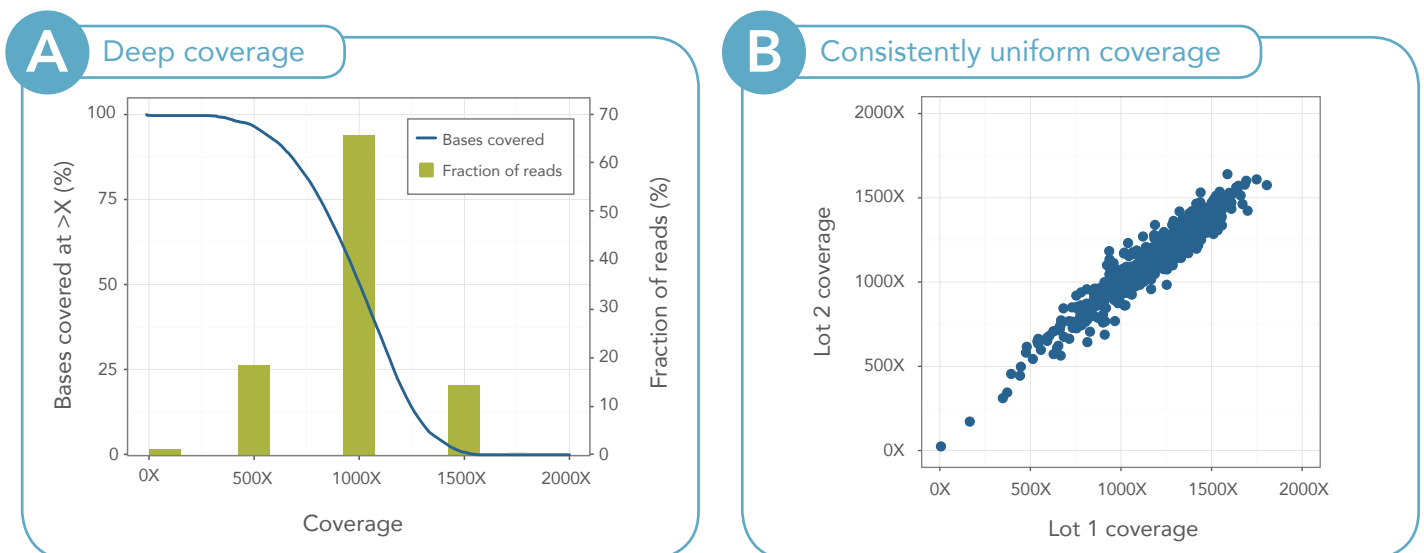 A
Deep coverage
Bases covered at >X (%)
100
75
50
25
0
Bases covered
Fraction of reads
70
60
50
40
30
20
10
0
Fraction of reads (%)
0X 500X 1000X 1500X 2000X
Coverage
B
Consistently uniform coverage
Lot 2 coverage
2000X
1500X
1000X
500X
0X
0X 500X 1000X 1500X 2000X
Lot 1 coverage